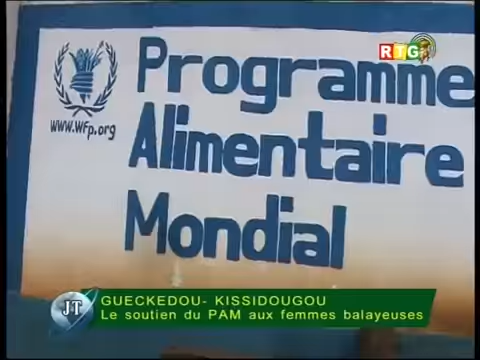 RTG
Programme
www.wfp.org
Alimentaire
Mondial
JT
GUECKEDOU- KISSIDOUGOU
Le soutien du PAM aux femmes balayeuses